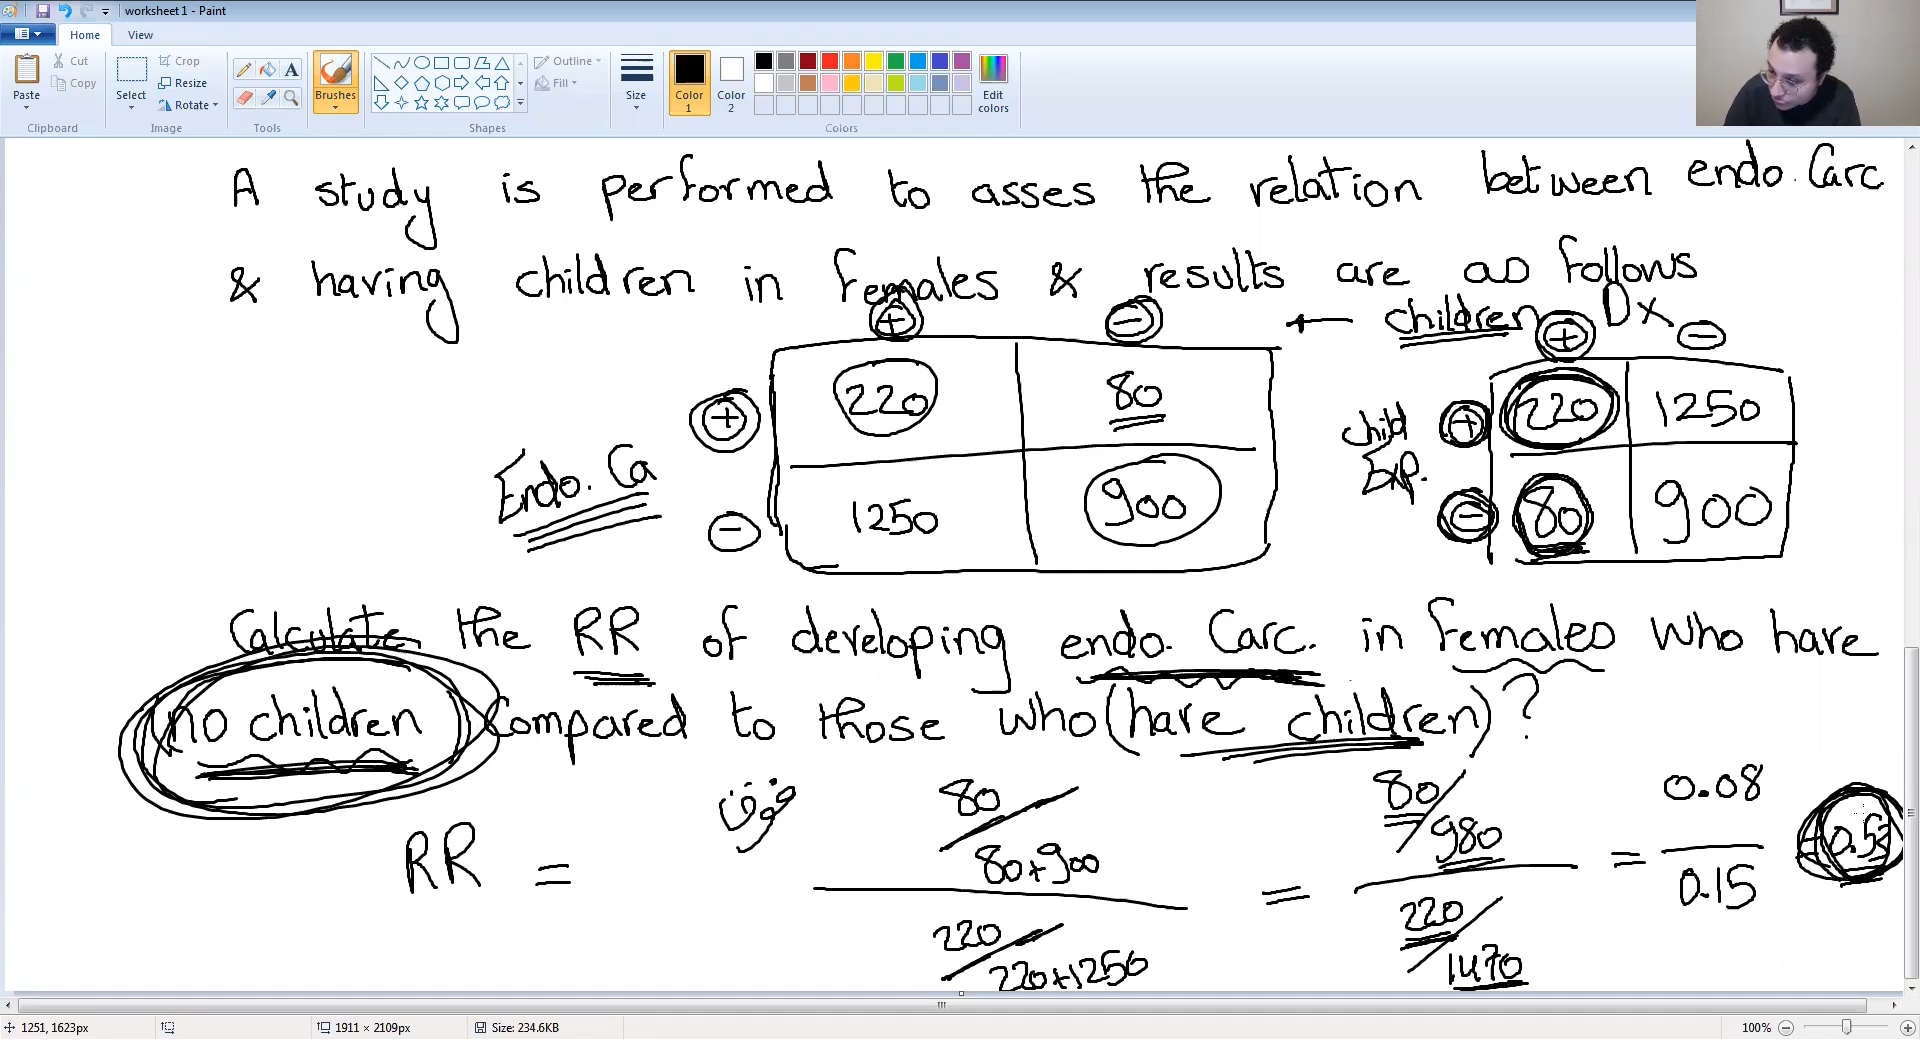 worksheet 1 - Paint
Home View
Paste Cut Copy
Clipboard
Select Crop Resize Rotate
Image
A
Tools
Brushes
Outline Fill
Shapes
Size
Color 1 Color 2 Edit colors
Colors
A study is performed to asses the relation between endo. Carc
& having children in females & results are as follows
+ - ← children
220 80
1250 900
Endo. Ca + -
Dx
+ -
Child Exp. + 220 1250
- 80 900
Calculate the RR of developing endo. Carc. in females who have
no children compared to those who (have children)?
RR = 80/80+900 / 220/220+1250 = 80/980 / 220/1470 = 0.08/0.15
1251, 1623px 1911 × 2109px Size: 234.6KB 100%